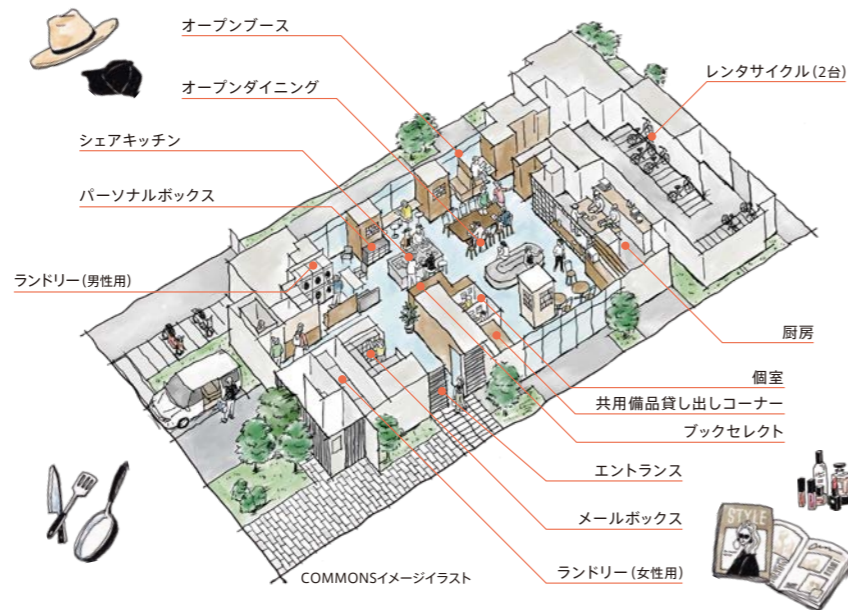 オープンブース
オープンダイニング
レンタサイクル(2台)
シェアキッチン
パーソナルボックス
ランドリー(男性用)
厨房
個室
共用備品貸し出しコーナー
ブックセレクト
エントランス
メールボックス
ランドリー(女性用)
COMMONSイメージイラスト
STYLE